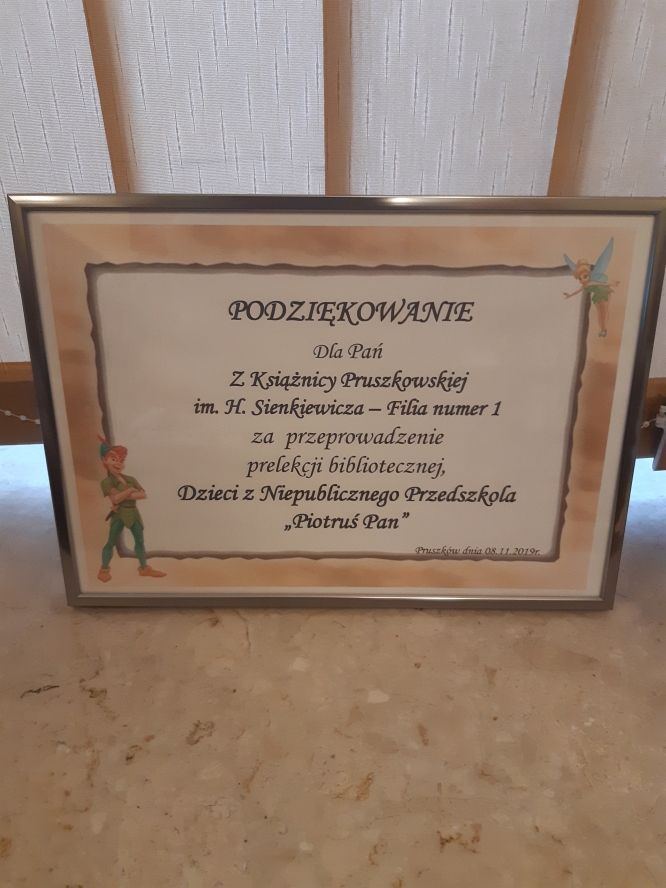 PODZIĘKOWANIE
Dla Pań
Z Książnicy Pruszkowskiej
im. H. Sienkiewicza – Filia numer 1
za przeprowadzenie
prelekcji bibliotecznej,
Dzieci z Niepublicznego Przedszkola
„Piotruś Pan”
Pruszków dnia 08.11.2019r.